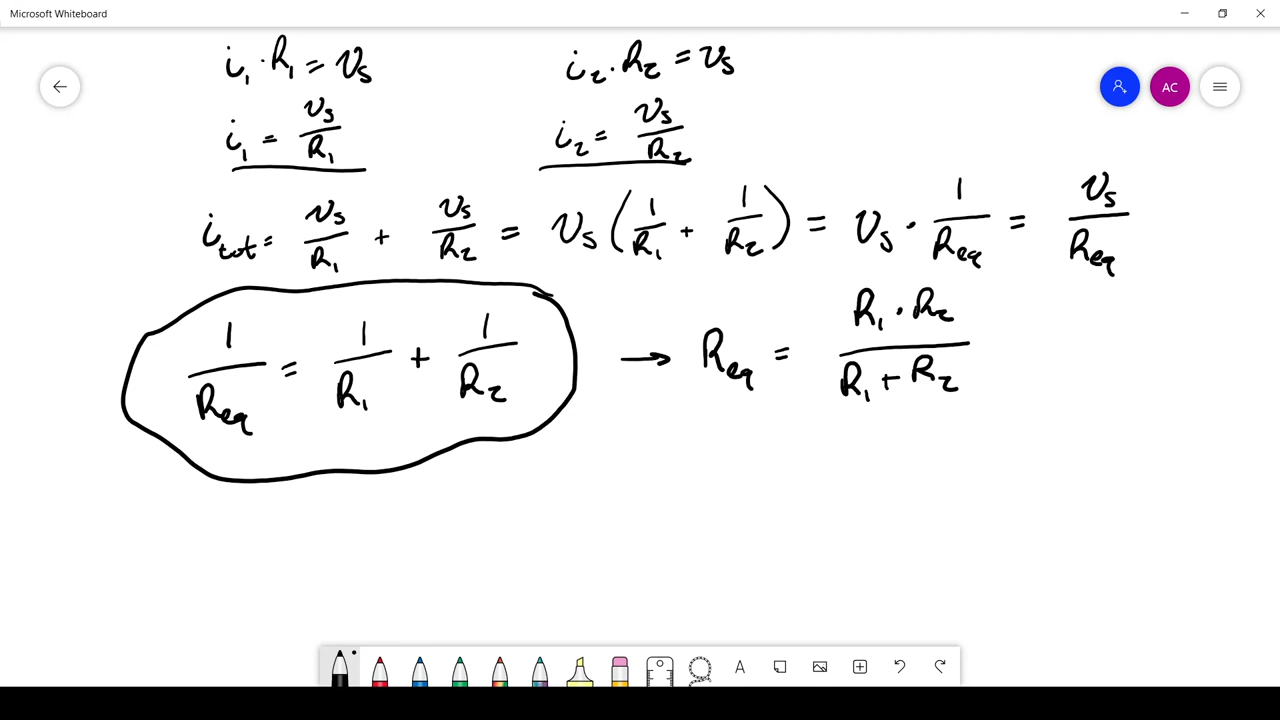 Microsoft Whiteboard
i₁ · R₁ = Vs    i₂ · R₂ = Vs
AC
i₁ = Vs/R₁    i₂ = Vs/R₂
i tot = Vs/R₁ + Vs/R₂ = Vs (1/R₁ + 1/R₂) = Vs · 1/Req = Vs/Req
1/Req = 1/R₁ + 1/R₂ → Req = R₁ · R₂ / R₁ + R₂
A